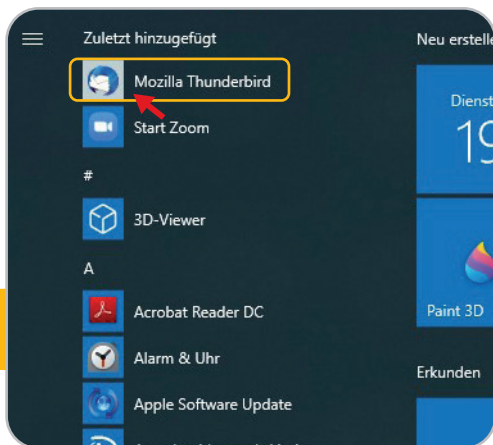 Zuletzt hinzugefügt
Neu erstelle
Mozilla Thunderbird
Start Zoom
Dienst
19
#
3D-Viewer
A
Acrobat Reader DC
Paint 3D
Alarm & Uhr
Erkunden
Apple Software Update